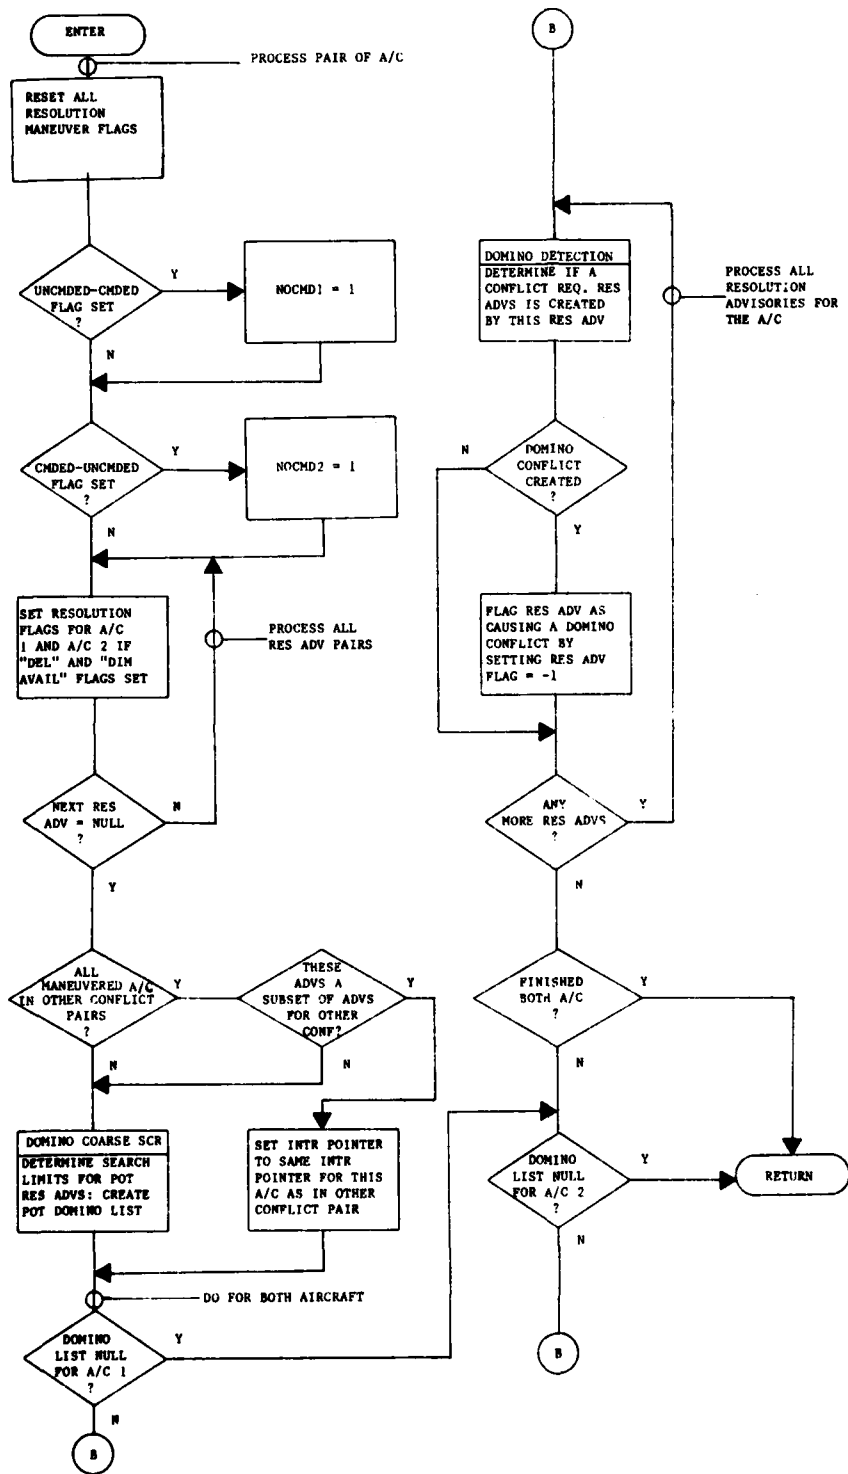 ENTER
PROCESS PAIR OF A/C
RESET ALL
RESOLUTION
MANEUVER FLAGS
UNCMDED-CMDED
FLAG SET
?
Y
N
NOCMD1 = 1
CMDED-UNCMDED
FLAG SET
?
Y
N
NOCMD2 = 1
SET RESOLUTION
FLAGS FOR A/C
1 AND A/C 2 IF
"DEL" AND "DIM
AVAIL" FLAGS SET
PROCESS ALL
RES ADV PAIRS
NEXT RES
ADV = NULL
?
N
Y
ALL
MANEUVERED A/C
IN OTHER CONFLICT
PAIRS
?
Y
N
THESE
ADVS A
SUBSET OF ADVS
FOR OTHER
CONF?
Y
N
DOMINO COARSE SCR
DETERMINE SEARCH
LIMITS FOR POT
RES ADVS: CREATE
POT DOMINO LIST
SET INTR POINTER
TO SAME INTR
POINTER FOR THIS
A/C AS IN OTHER
CONFLICT PAIR
DO FOR BOTH AIRCRAFT
DOMINO
LIST NULL
FOR A/C 1
?
Y
N
B
B
DOMINO DETECTION
DETERMINE IF A
CONFLICT REQ. RES
ADVS IS CREATED
BY THIS RES ADV
PROCESS ALL
RESOLUTION
ADVISORIES FOR
THE A/C
DOMINO
CONFLICT
CREATED
?
N
Y
FLAG RES ADV AS
CAUSING A DOMINO
CONFLICT BY
SETTING RES ADV
FLAG = -1
ANY
MORE RES ADVS
?
Y
N
FINISHED
BOTH A/C
?
Y
N
DOMINO
LIST NULL
FOR A/C 2
?
Y
N
RETURN
B